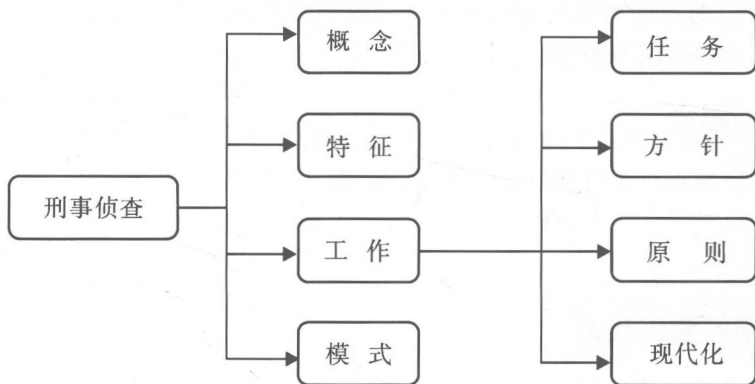 概念
任务
特征
方针
刑事侦查
工作
原则
模式
现代化